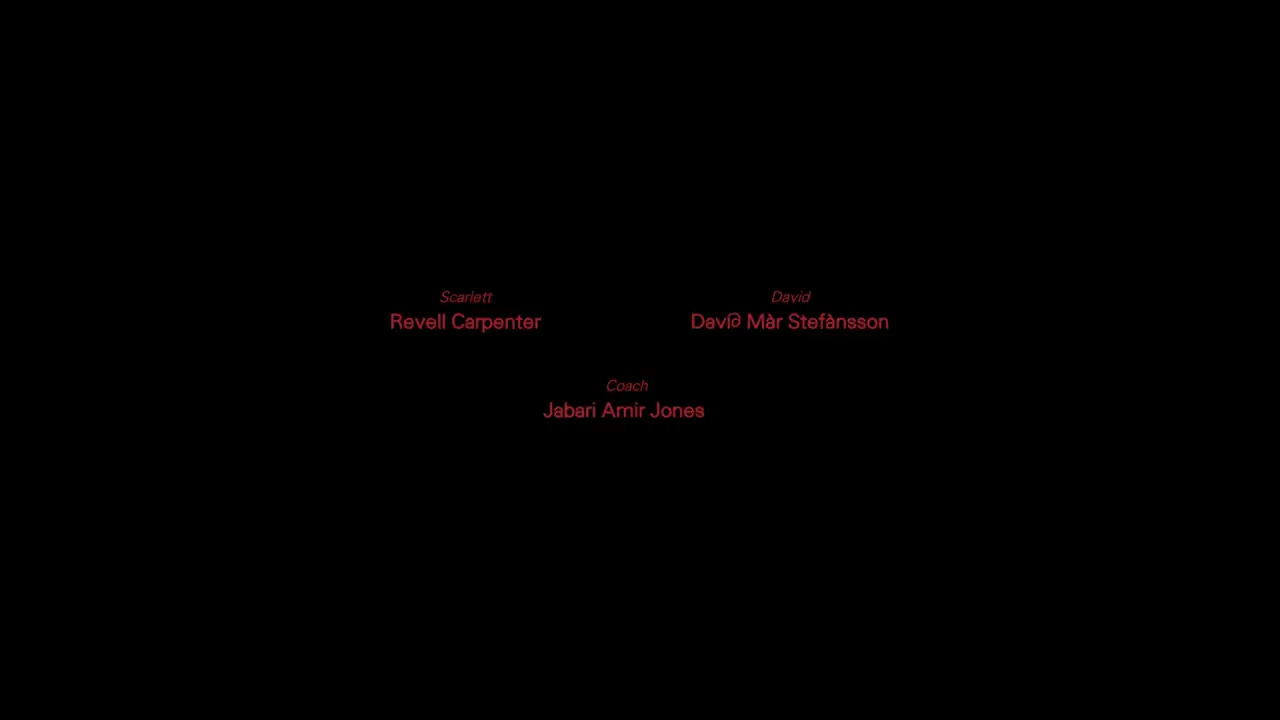 Scarlett
Revell Carpenter
David
Davíð Màr Stefànsson
Coach
Jabari Amir Jones